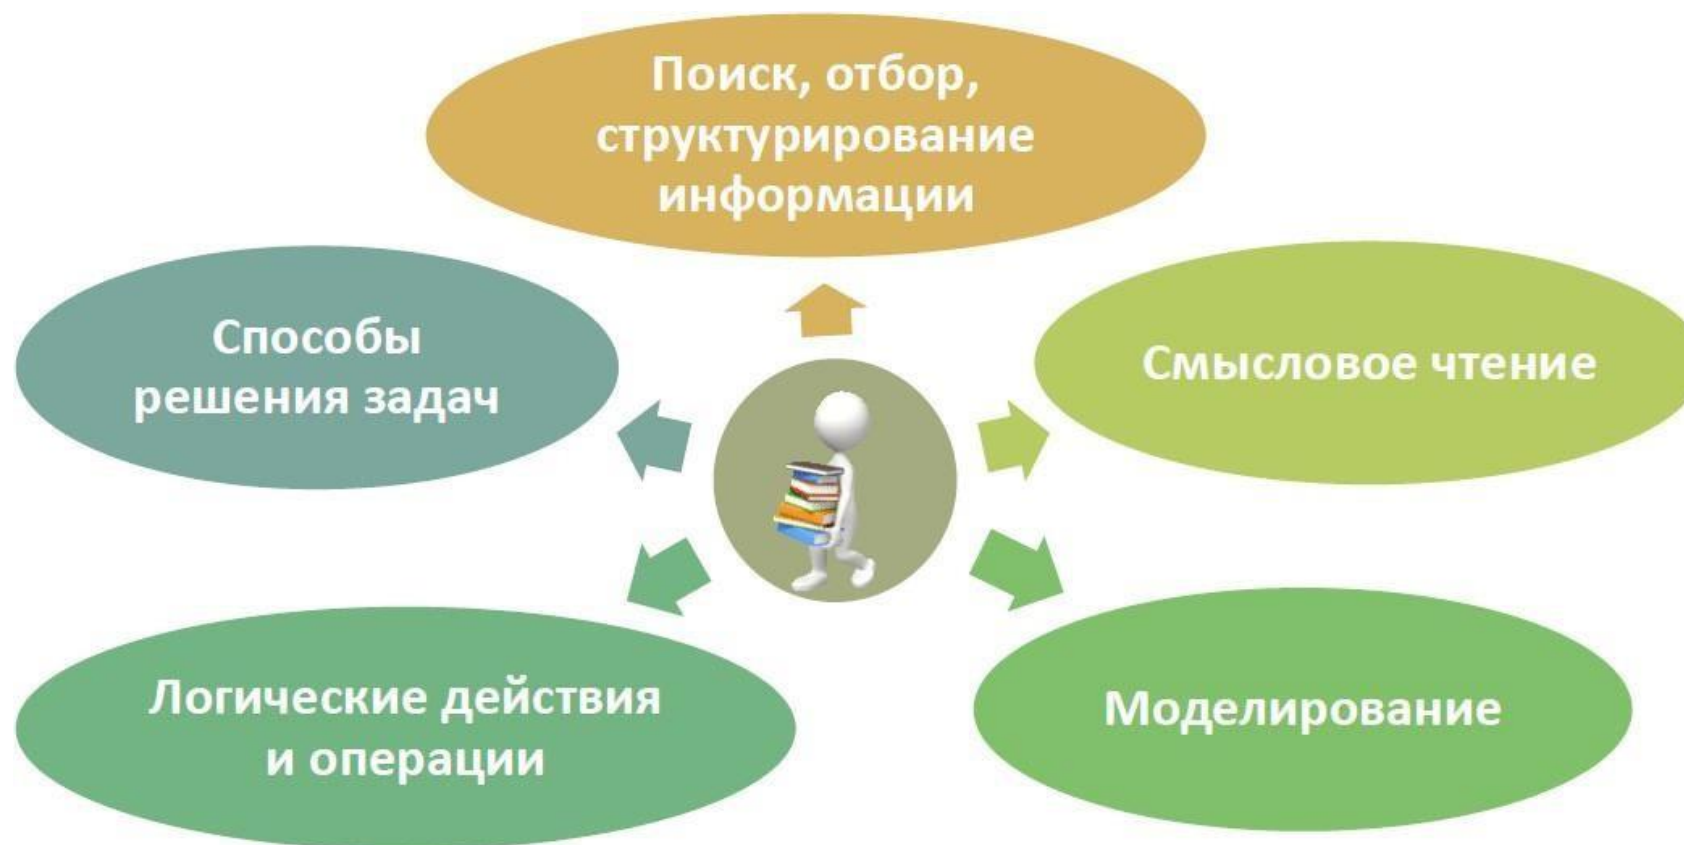 Поиск, отбор,
структурирование
информации
Способы
решения задач
Смысловое чтение
Логические действия
и операции
Моделирование